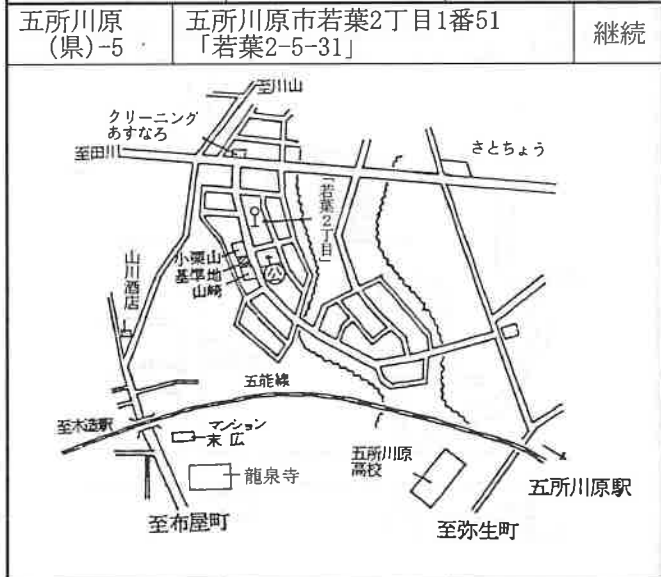 五所川原
(県)-5
五所川原市若葉2丁目1番51
「若葉2-5-31」
継続
至川山
クリーニング
あすなろ
至田川
さとちょう
「若葉2丁目」
山川酒店
小栗山
基準地
山崎
公
五能線
至木造駅
マンション
末広
龍泉寺
五所川原
高校
五所川原駅
至布屋町
至弥生町